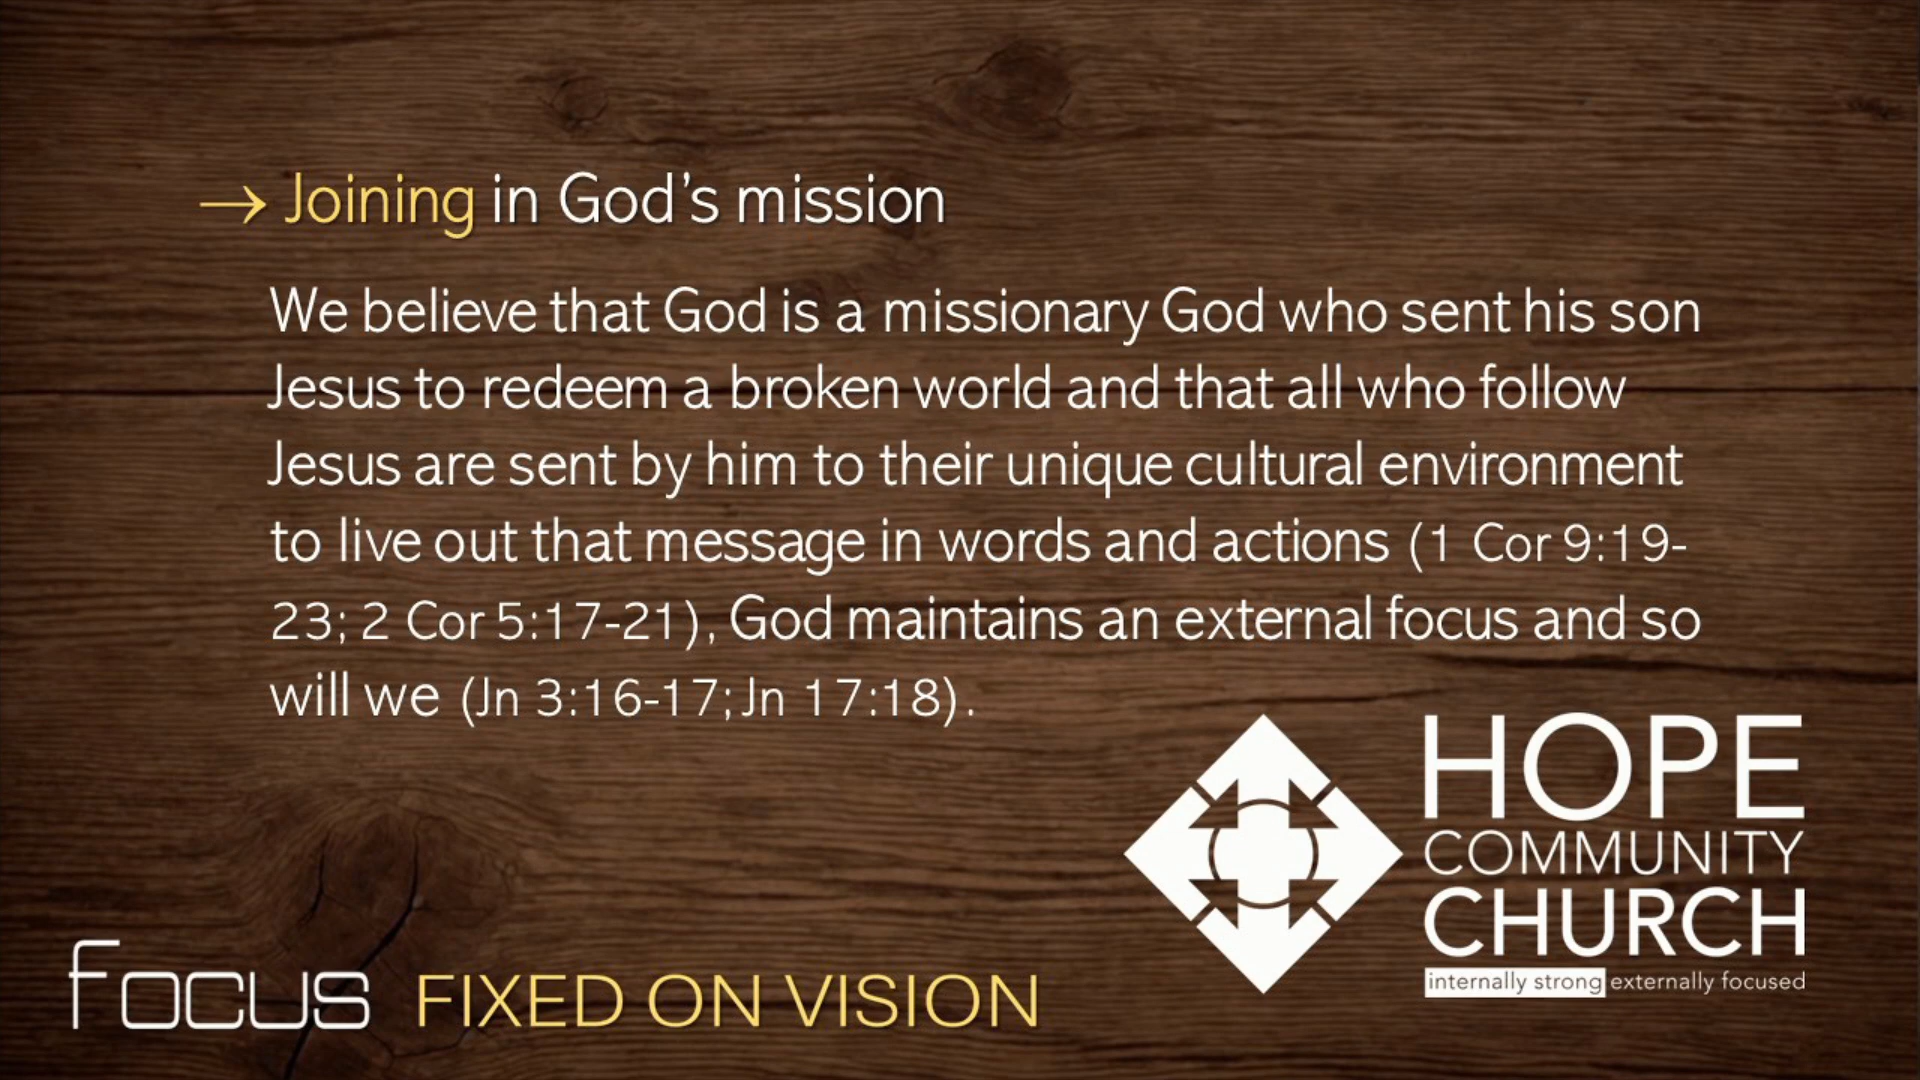 → Joining in God's mission
We believe that God is a missionary God who sent his son
Jesus to redeem a broken world and that all who follow
Jesus are sent by him to their unique cultural environment
to live out that message in words and actions (1 Cor 9:19-
23; 2 Cor 5:17-21), God maintains an external focus and so
will we (Jn 3:16-17; Jn 17:18).
HOPE
COMMUNITY
CHURCH
internally strong externally focused
focus FIXED ON VISION